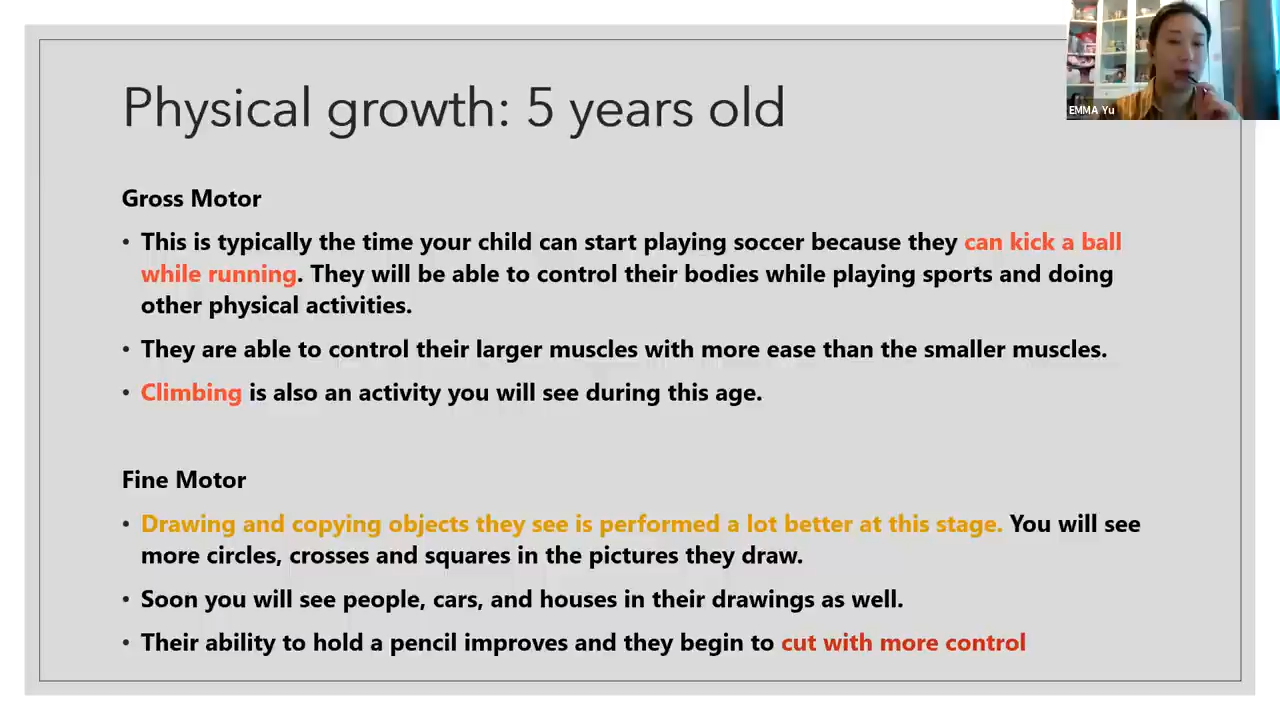 Physical growth: 5 years old
EMMA Yu
Gross Motor
• This is typically the time your child can start playing soccer because they can kick a ball
while running. They will be able to control their bodies while playing sports and doing
other physical activities.
• They are able to control their larger muscles with more ease than the smaller muscles.
• Climbing is also an activity you will see during this age.
Fine Motor
• Drawing and copying objects they see is performed a lot better at this stage. You will see
more circles, crosses and squares in the pictures they draw.
• Soon you will see people, cars, and houses in their drawings as well.
• Their ability to hold a pencil improves and they begin to cut with more control